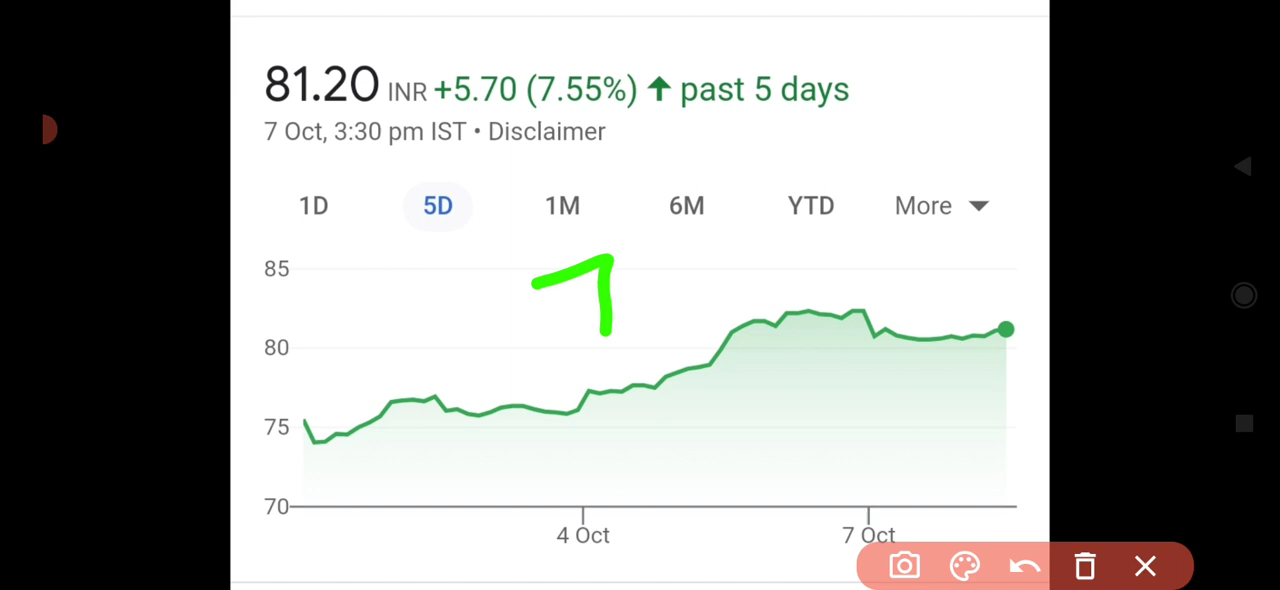 81.20 INR +5.70 (7.55%) ↑ past 5 days
7 Oct, 3:30 pm IST • Disclaimer
1D 5D 1M 6M YTD More
85
80
75
70
4 Oct 7 Oct